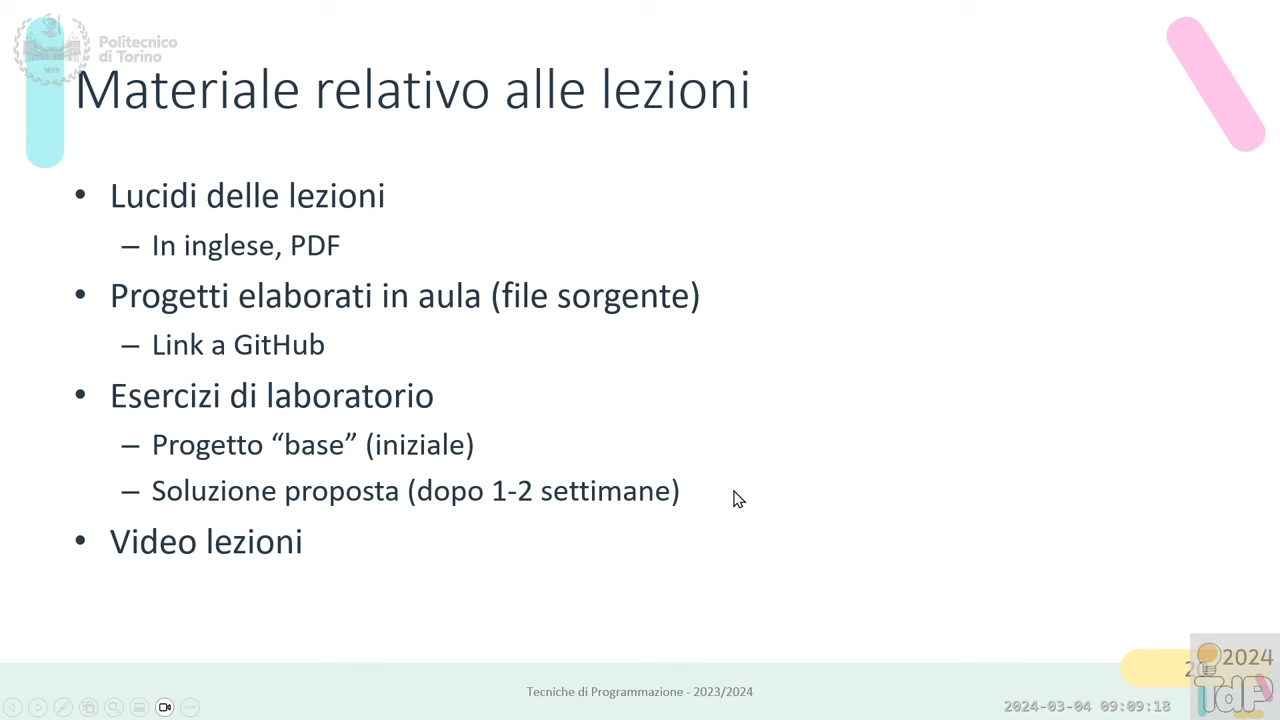 Politecnico
di Torino
1859
Materiale relativo alle lezioni
• Lucidi delle lezioni
– In inglese, PDF
• Progetti elaborati in aula (file sorgente)
– Link a GitHub
• Esercizi di laboratorio
– Progetto “base” (iniziale)
– Soluzione proposta (dopo 1-2 settimane)
• Video lezioni
Tecniche di Programmazione - 2023/2024
2024-03-04 09:09:18
2024
TdP